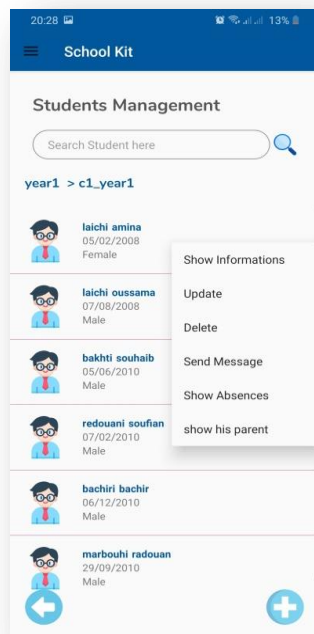 20:28 13%
School Kit
Students Management
Search Student here
year1 > c1_year1
laichi amina
05/02/2008
Female
laichi oussama
07/08/2008
Male
bakhti souhaib
05/06/2010
Male
redouani soufian
07/02/2010
Male
bachiri bachir
06/12/2010
Male
marbouhi radouan
29/09/2010
Male
Show Informations
Update
Delete
Send Message
Show Absences
show his parent